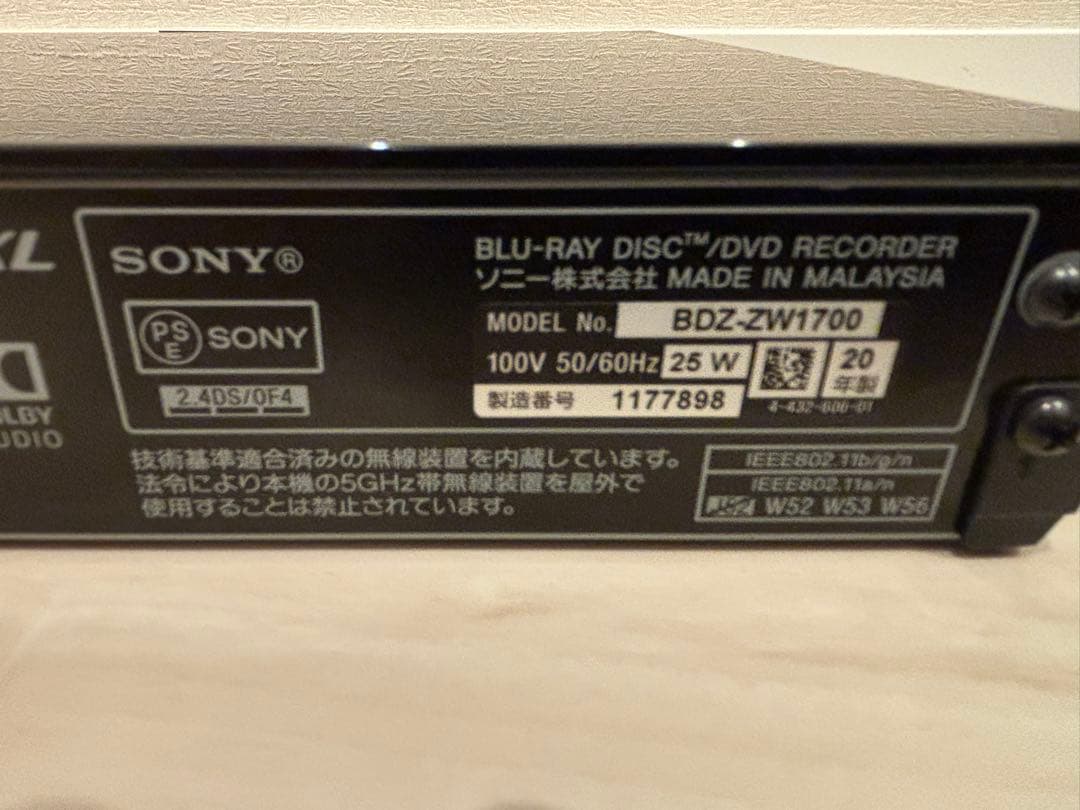 XL
SONY®
BLU-RAY DISC™/DVD RECORDER
ソニー株式会社 MADE IN MALAYSIA
PSE SONY
MODEL No. BDZ-ZW1700
100V 50/60Hz 25 W
20
年製
2.4DS/OF4
製造番号 1177898
4-432-606-01
DLBY
UDIO
技術基準適合済みの無線装置を内蔵しています。
法令により本機の5GHz帯無線装置を屋外で
使用することは禁止されています。
IEEE802.11b/g/n
IEEE802.11a/n
J52 W52 W53 W56